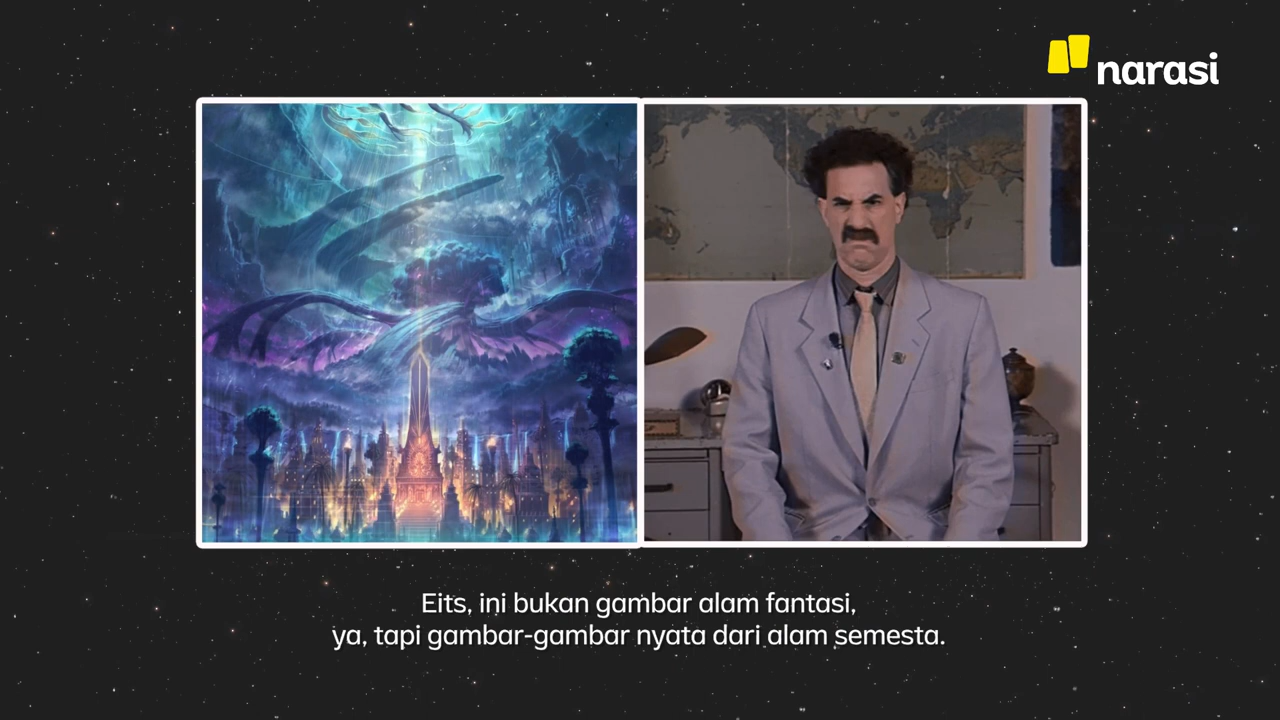 narasi
Eits, ini bukan gambar alam fantasi,
ya, tapi gambar-gambar nyata dari alam semesta.